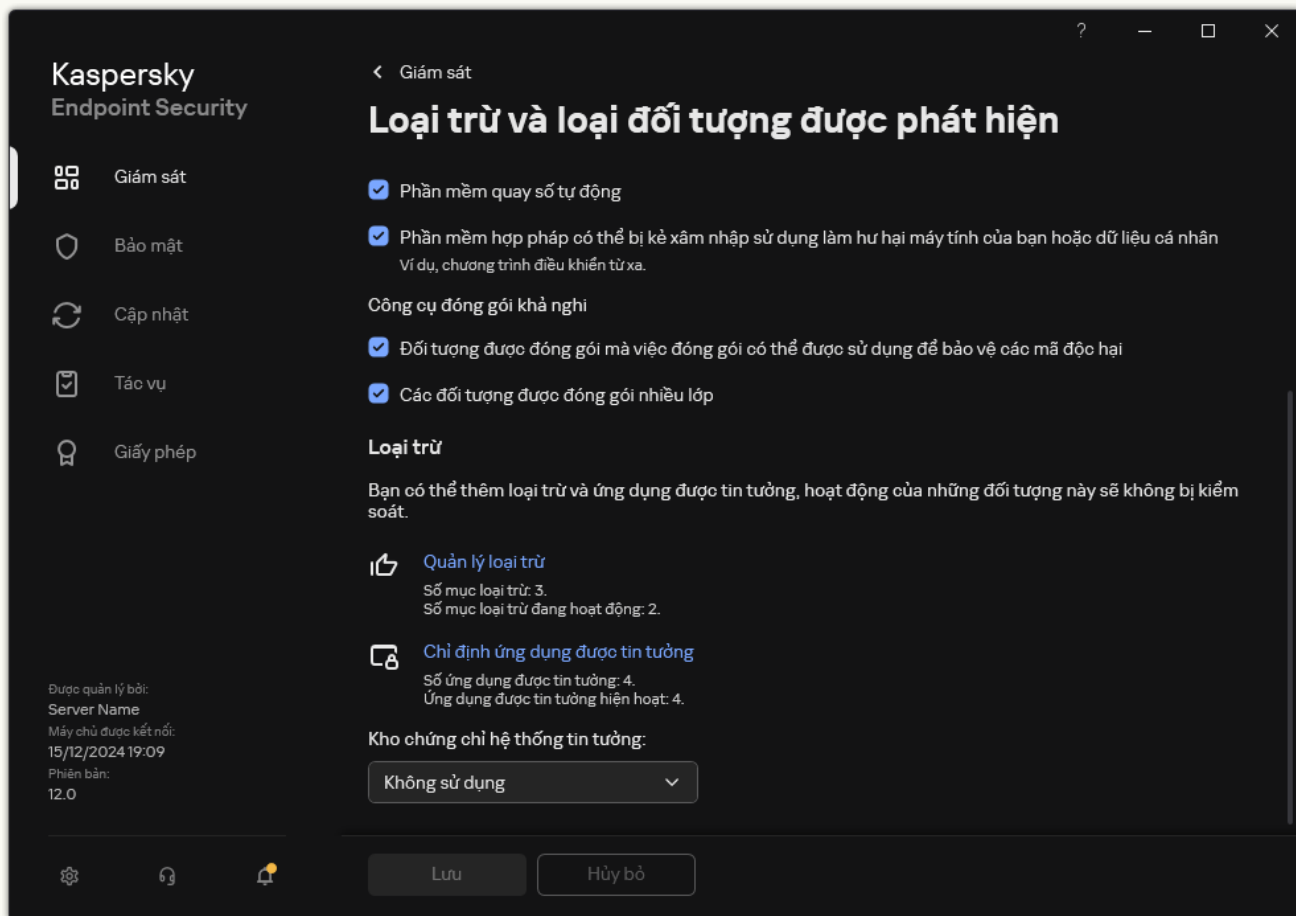 ?
Kaspersky
Endpoint Security
Giám sát
Bảo mật
Cập nhật
Tác vụ
Giấy phép
Được quản lý bởi:
Server Name
Máy chủ được kết nối:
15/12/2024 19:09
Phiên bản:
12.0
Giám sát
Loại trừ và loại đối tượng được phát hiện
Phần mềm quay số tự động
Phần mềm hợp pháp có thể bị kẻ xâm nhập sử dụng làm hư hại máy tính của bạn hoặc dữ liệu cá nhân
Ví dụ, chương trình điều khiển từ xa.
Công cụ đóng gói khả nghi
Đối tượng được đóng gói mà việc đóng gói có thể được sử dụng để bảo vệ các mã độc hại
Các đối tượng được đóng gói nhiều lớp
Loại trừ
Bạn có thể thêm loại trừ và ứng dụng được tin tưởng, hoạt động của những đối tượng này sẽ không bị kiểm
soát.
Quản lý loại trừ
Số mục loại trừ: 3.
Số mục loại trừ đang hoạt động: 2.
Chỉ định ứng dụng được tin tưởng
Số ứng dụng được tin tưởng: 4.
Ứng dụng được tin tường hiện hoạt: 4.
Kho chứng chỉ hệ thống tin tưởng:
Không sử dụng
Lưu
Hủy bỏ